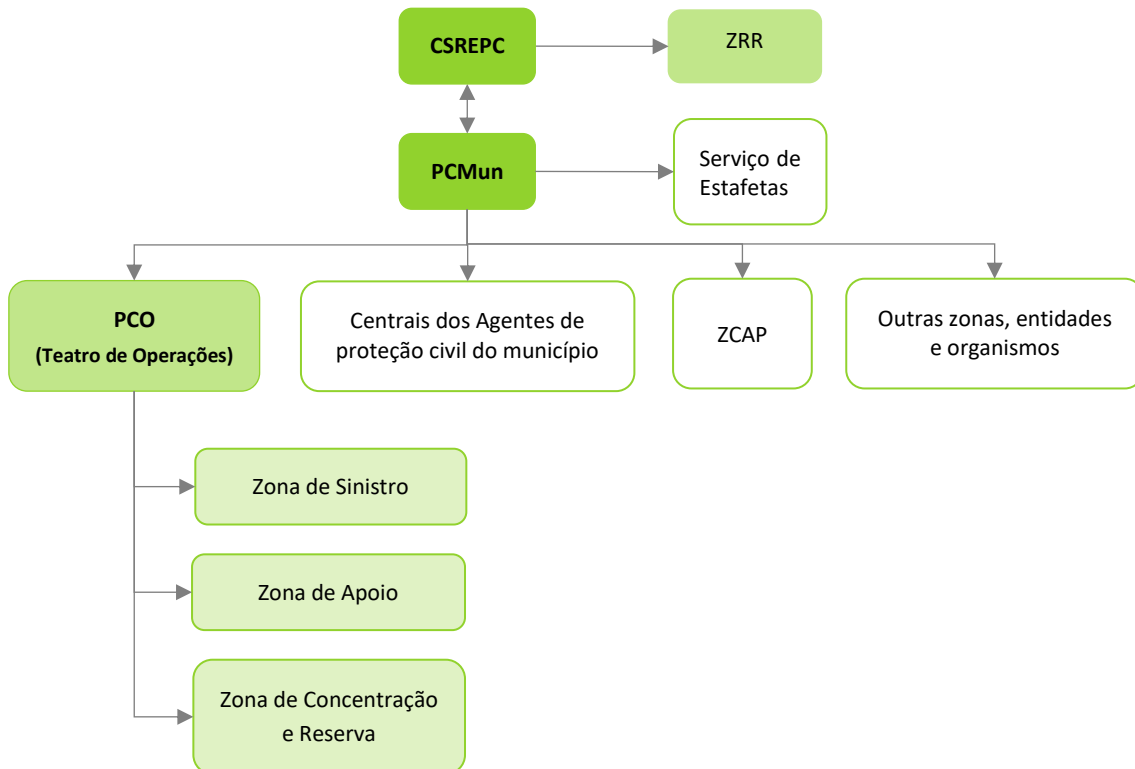 CSREPC
ZRR
PCMun
Serviço de
Estafetas
PCO
(Teatro de Operações)
Centrais dos Agentes de
proteção civil do município
ZCAP
Outras zonas, entidades
e organismos
Zona de Sinistro
Zona de Apoio
Zona de Concentração
e Reserva